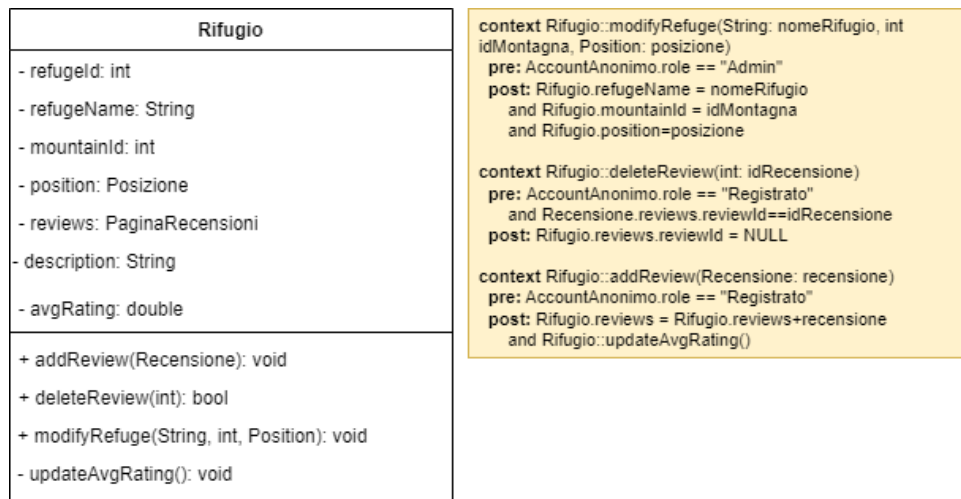 Rifugio
- refugeId: int
- refugeName: String
- mountainId: int
- position: Posizione
- reviews: PaginaRecensioni
- description: String
- avgRating: double
+ addReview(Recensione): void
+ deleteReview(int): bool
+ modifyRefuge(String, int, Position): void
- updateAvgRating(): void
context Rifugio::modifyRefuge(String: nomeRifugio, int
idMontagna, Position: posizione)
pre: AccountAnonimo.role == "Admin"
post: Rifugio.refugeName = nomeRifugio
and Rifugio.mountainId = idMontagna
and Rifugio.position=posizione
context Rifugio::deleteReview(int: idRecensione)
pre: AccountAnonimo.role == "Registrato"
and Recensione.reviews.reviewId==idRecensione
post: Rifugio.reviews.reviewId = NULL
context Rifugio::addReview(Recensione: recensione)
pre: AccountAnonimo.role == "Registrato"
post: Rifugio.reviews = Rifugio.reviews+recensione
and Rifugio::updateAvgRating()